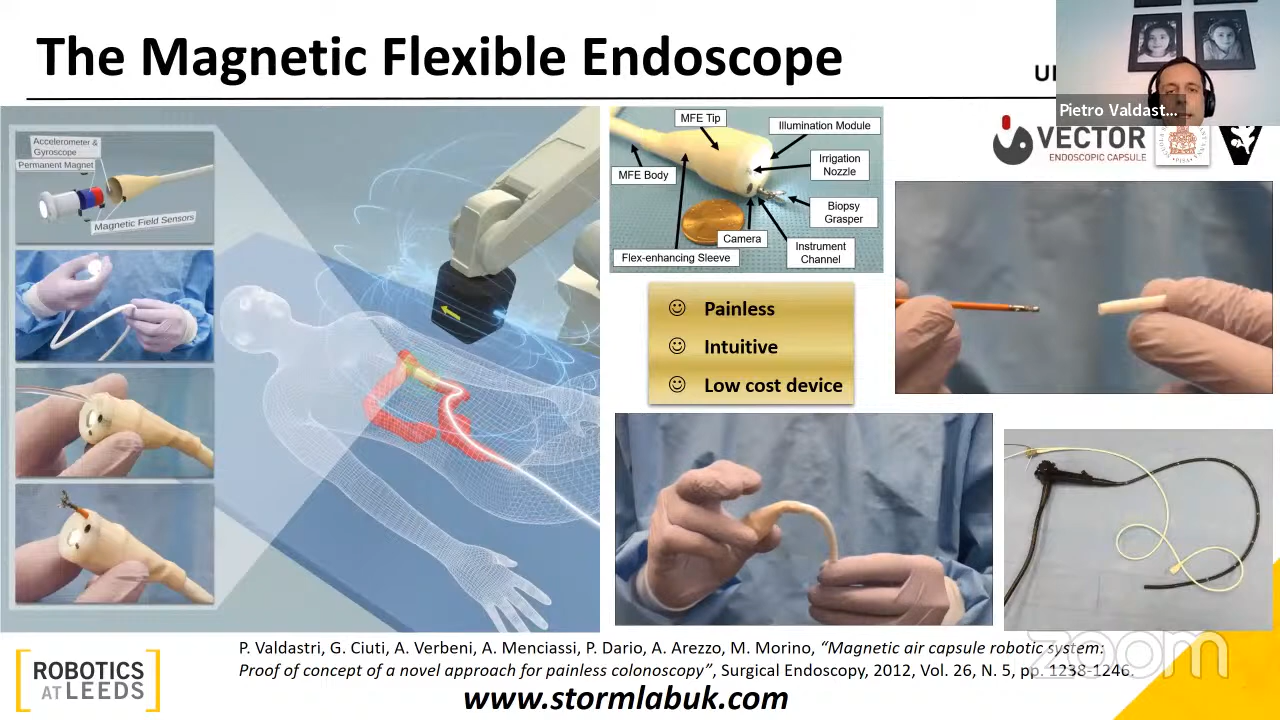 The Magnetic Flexible Endoscope
Pietro Valdast...
VECTOR
ENDOSCOPIC CAPSULE
Accelerometer &
Gyroscope
Permanent Magnet
Magnetic Field Sensors
MFE Tip
Illumination Module
Irrigation
Nozzle
MFE Body
Biopsy
Grasper
Camera
Instrument
Channel
Flex-enhancing Sleeve
Painless
Intuitive
Low cost device
P. Valdastri, G. Ciuti, A. Verbeni, A. Menciassi, P. Dario, A. Arezzo, M. Morino, “Magnetic air capsule robotic system:
Proof of concept of a novel approach for painless colonoscopy”, Surgical Endoscopy, 2012, Vol. 26, N. 5, pp. 1238-1246.
zoom
ROBOTICS
AT LEEDS
www.stormlabuk.com